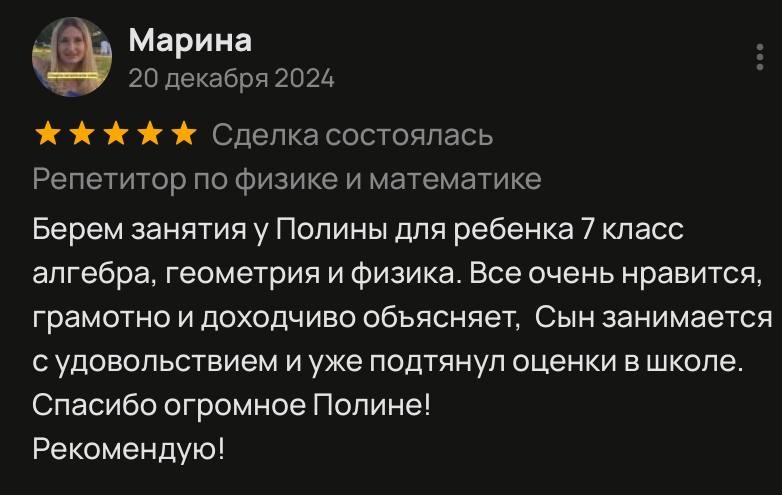 Марина
20 декабря 2024
Сделка состоялась
Репетитор по физике и математике
Берем занятия у Полины для ребенка 7 класс
алгебра, геометрия и физика. Все очень нравится,
грамотно и доходчиво объясняет,  Сын занимается
с удовольствием и уже подтянул оценки в школе.
Спасибо огромное Полине!
Рекомендую!